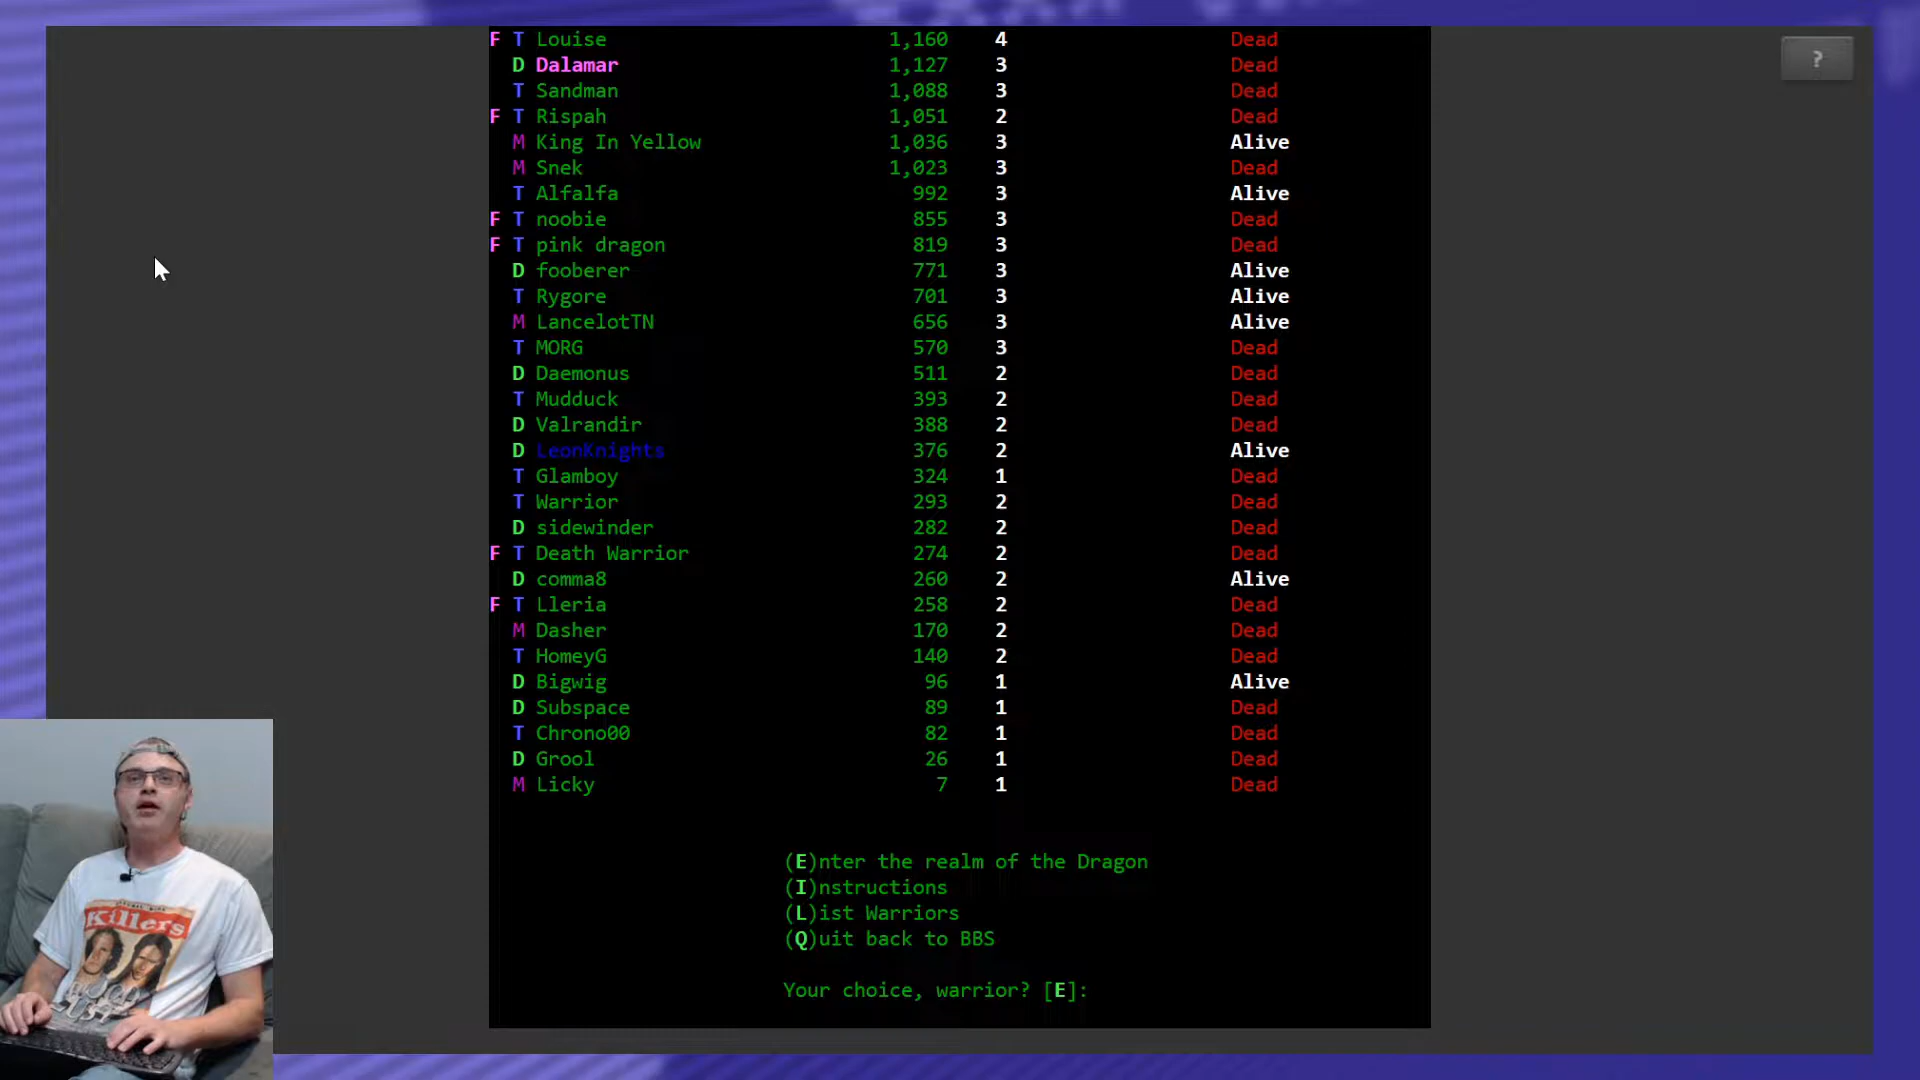 F T Louise 1,160 4 Dead
D Dalamar 1,127 3 Dead
T Sandman 1,088 3 Dead
F T Rispah 1,051 2 Dead
M King In Yellow 1,036 3 Alive
M Snek 1,023 3 Dead
T Alfalfa 992 3 Alive
F T noobie 855 3 Dead
F T pink dragon 819 3 Dead
D fooberer 771 3 Alive
T Rygore 701 3 Alive
M LancelotTN 656 3 Alive
T MORG 570 3 Dead
D Daemonus 511 2 Dead
T Mudduck 393 2 Dead
D Valrandir 388 2 Dead
D LeonKnights 376 2 Alive
T Glamboy 324 1 Dead
T Warrior 293 2 Dead
D sidewinder 282 2 Dead
F T Death Warrior 274 2 Dead
D comma8 260 2 Alive
F T Lleria 258 2 Dead
M Dasher 170 2 Dead
T HomeyG 140 2 Dead
D Bigwig 96 1 Alive
D Subspace 89 1 Dead
T Chrono00 82 1 Dead
D Grool 26 1 Dead
M Licky 7 1 Dead
(E)nter the realm of the Dragon
(I)nstructions
(L)ist Warriors
(Q)uit back to BBS
Your choice, warrior? [E]:
?
Killers